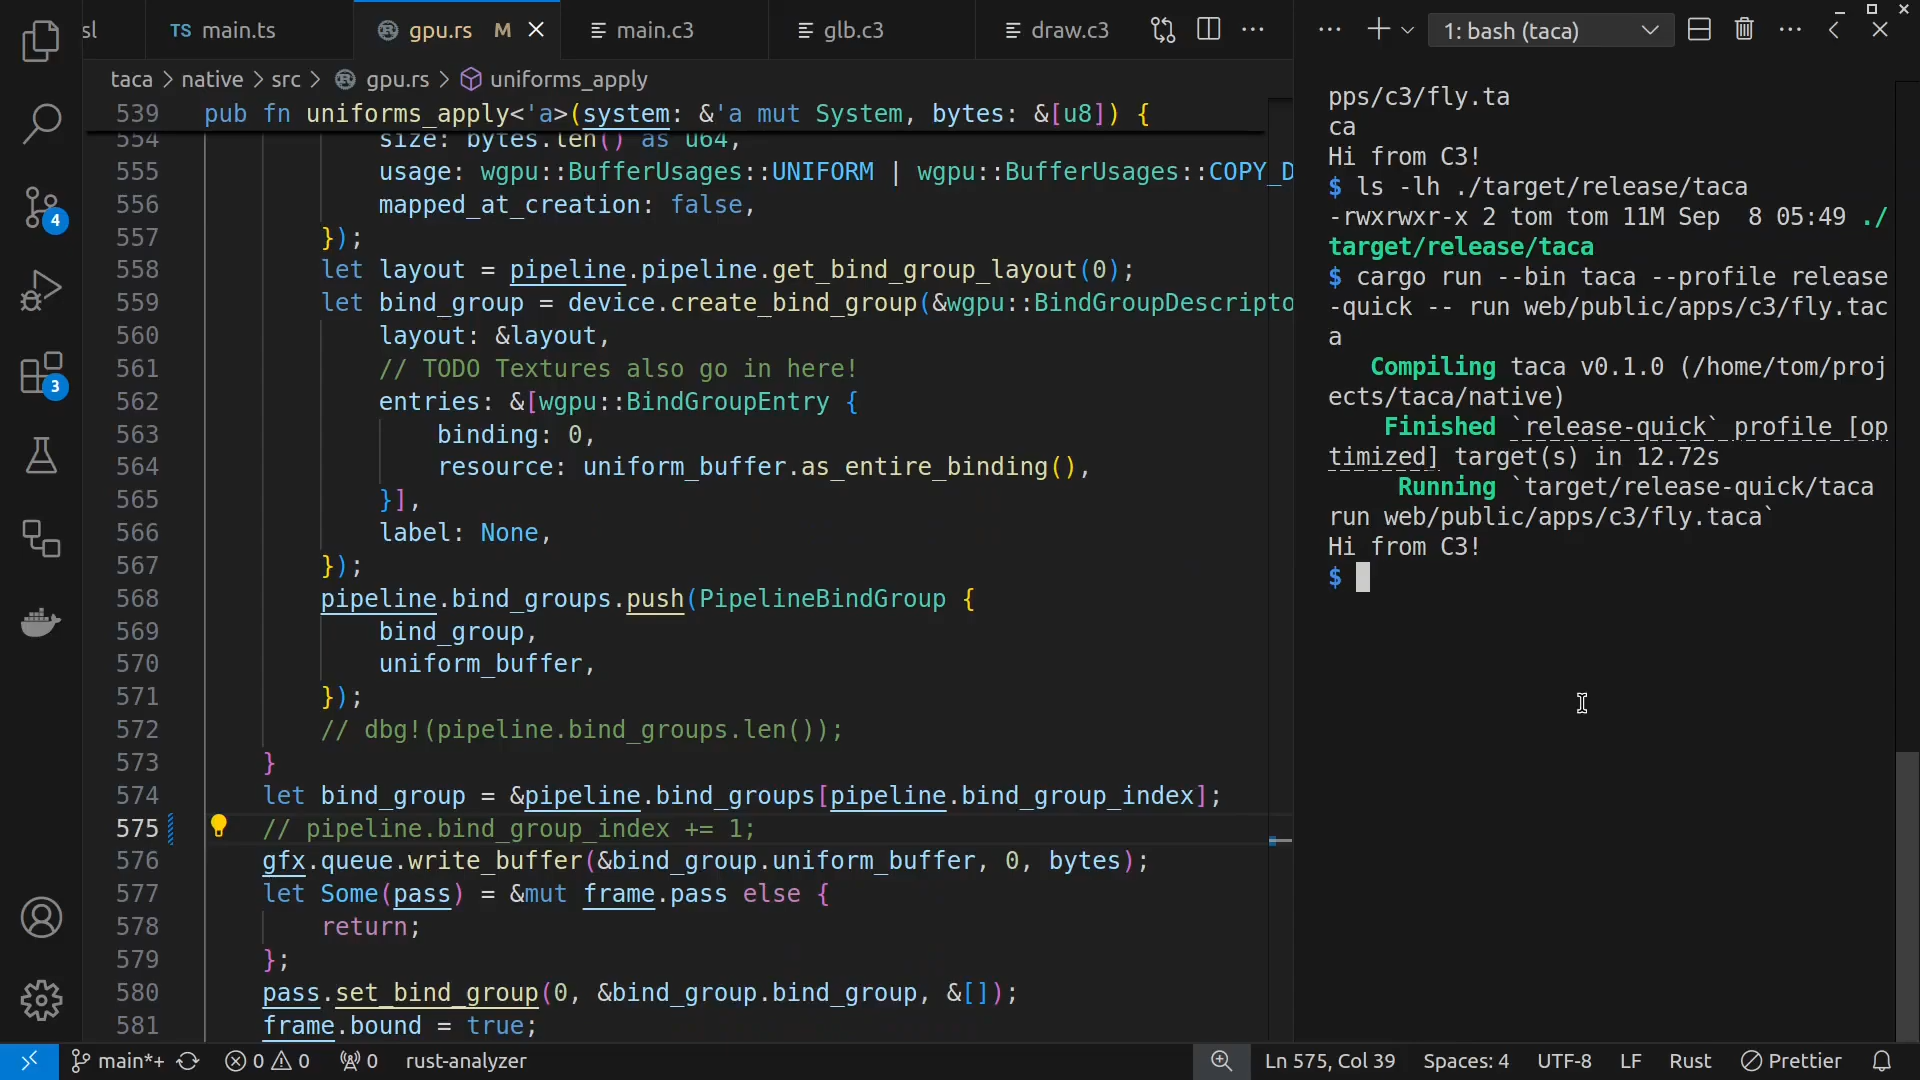 sl
TS main.ts
gpu.rs M
main.c3
glb.c3
draw.c3
1: bash (taca)
taca > native > src > gpu.rs > uniforms_apply
539 pub fn uniforms_apply<'a>(system: &'a mut System, bytes: &[u8]) {
554 size: bytes.len() as u64,
555 usage: wgpu::BufferUsages::UNIFORM | wgpu::BufferUsages::COPY_D
556 mapped_at_creation: false,
557 });
558 let layout = pipeline.pipeline.get_bind_group_layout(0);
559 let bind_group = device.create_bind_group(&wgpu::BindGroupDescripto
560 layout: &layout,
561 // TODO Textures also go in here!
562 entries: &[wgpu::BindGroupEntry {
563 binding: 0,
564 resource: uniform_buffer.as_entire_binding(),
565 }],
566 label: None,
567 });
568 pipeline.bind_groups.push(PipelineBindGroup {
569 bind_group,
570 uniform_buffer,
571 });
572 // dbg!(pipeline.bind_groups.len());
573 }
574 let bind_group = &pipeline.bind_groups[pipeline.bind_group_index];
575 // pipeline.bind_group_index += 1;
576 gfx.queue.write_buffer(&bind_group.uniform_buffer, 0, bytes);
577 let Some(pass) = &mut frame.pass else {
578 return;
579 };
580 pass.set_bind_group(0, &bind_group.bind_group, &[]);
581 frame.bound = true;
pps/c3/fly.ta
ca
Hi from C3!
$ ls -lh ./target/release/taca
-rwxrwxr-x 2 tom tom 11M Sep  8 05:49 ./
target/release/taca
$ cargo run --bin taca --profile release
-quick -- run web/public/apps/c3/fly.tac
a
Compiling taca v0.1.0 (/home/tom/proj
ects/taca/native)
Finished `release-quick` profile [op
timized] target(s) in 12.72s
Running `target/release-quick/taca
run web/public/apps/c3/fly.taca`
Hi from C3!
$
4
3
main*+
0 0
0
rust-analyzer
Ln 575, Col 39
Spaces: 4
UTF-8
LF
Rust
Prettier